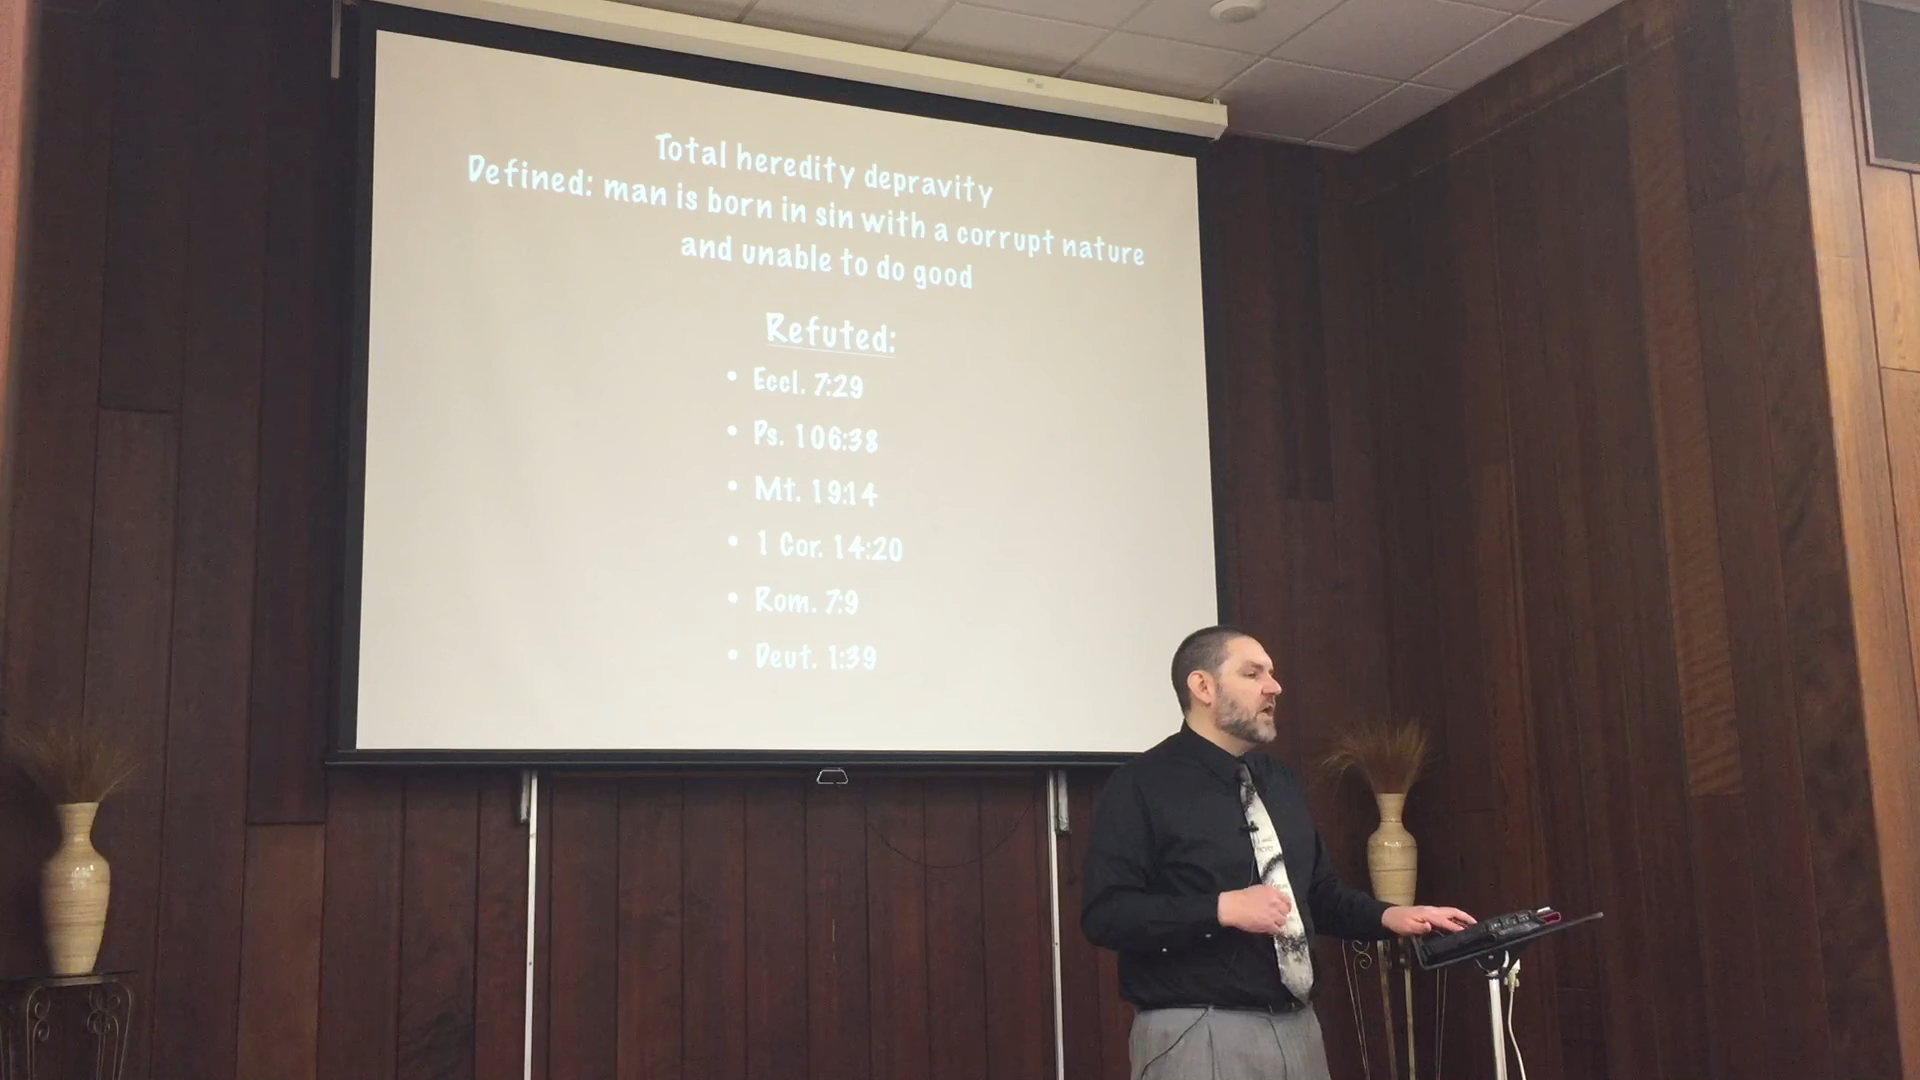 Total heredity depravity
Defined: man is born in sin with a corrupt nature
and unable to do good
Refuted:
• Eccl. 7:29
• Ps. 106:38
• Mt. 19:14
• 1 Cor. 14:20
• Rom. 7:9
• Deut. 1:39